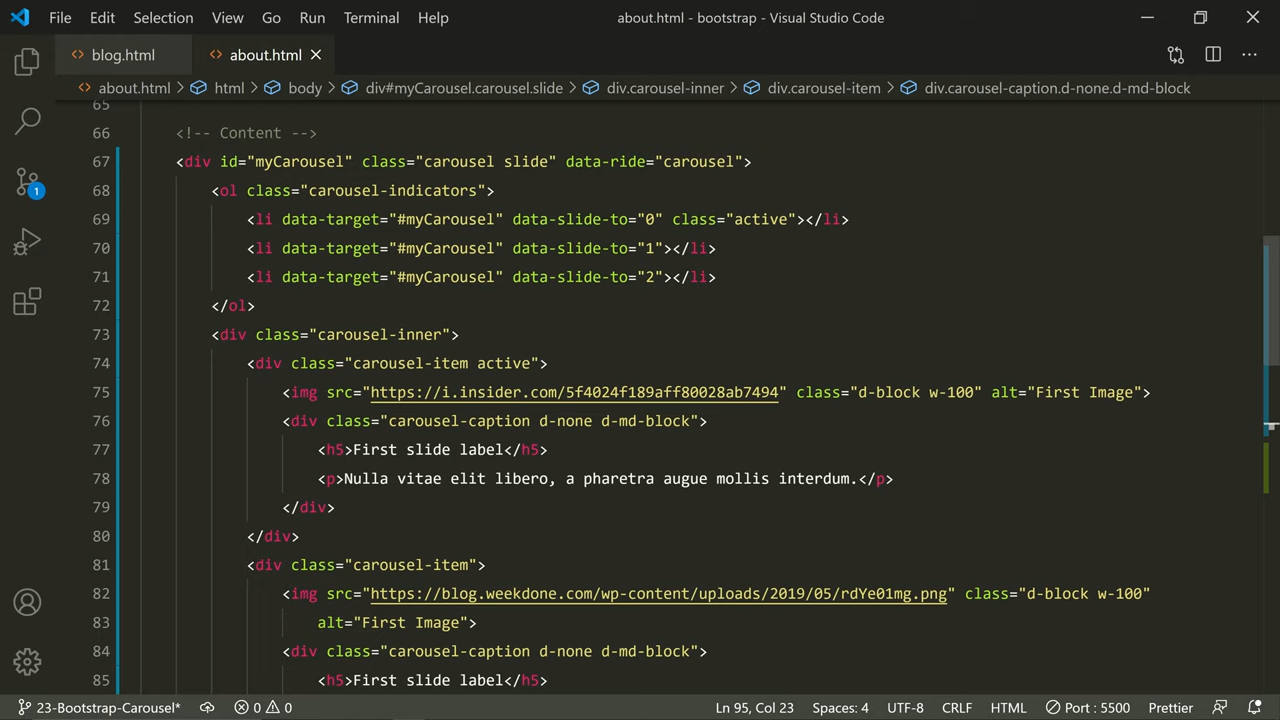 File Edit Selection View Go Run Terminal Help about.html - bootstrap - Visual Studio Code
blog.html about.html
about.html > html > body > div#myCarousel.carousel.slide > div.carousel-inner > div.carousel-item > div.carousel-caption.d-none.d-md-block
65
66 <!-- Content -->
67 <div id="myCarousel" class="carousel slide" data-ride="carousel">
68 <ol class="carousel-indicators">
69 <li data-target="#myCarousel" data-slide-to="0" class="active"></li>
70 <li data-target="#myCarousel" data-slide-to="1"></li>
71 <li data-target="#myCarousel" data-slide-to="2"></li>
72 </ol>
73 <div class="carousel-inner">
74 <div class="carousel-item active">
75 <img src="https://i.insider.com/5f4024f189aff80028ab7494" class="d-block w-100" alt="First Image">
76 <div class="carousel-caption d-none d-md-block">
77 <h5>First slide label</h5>
78 <p>Nulla vitae elit libero, a pharetra augue mollis interdum.</p>
79 </div>
80 </div>
81 <div class="carousel-item">
82 <img src="https://blog.weekdone.com/wp-content/uploads/2019/05/rdYe01mg.png" class="d-block w-100"
83 alt="First Image">
84 <div class="carousel-caption d-none d-md-block">
85 <h5>First slide label</h5>
1
23-Bootstrap-Carousel* 0 0 Ln 95, Col 23 Spaces: 4 UTF-8 CRLF HTML Port : 5500 Prettier